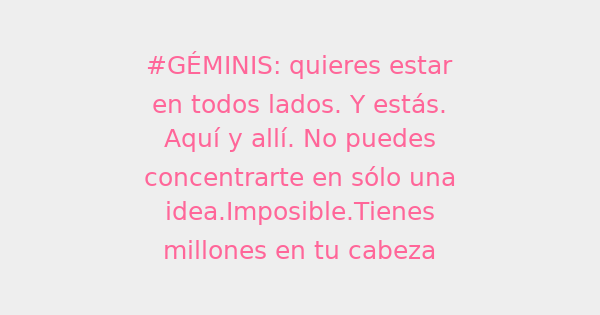 #GÉMINIS: quieres estar
en todos lados. Y estás.
Aquí y allí. No puedes
concentrarte en sólo una
idea.Imposible.Tienes
millones en tu cabeza